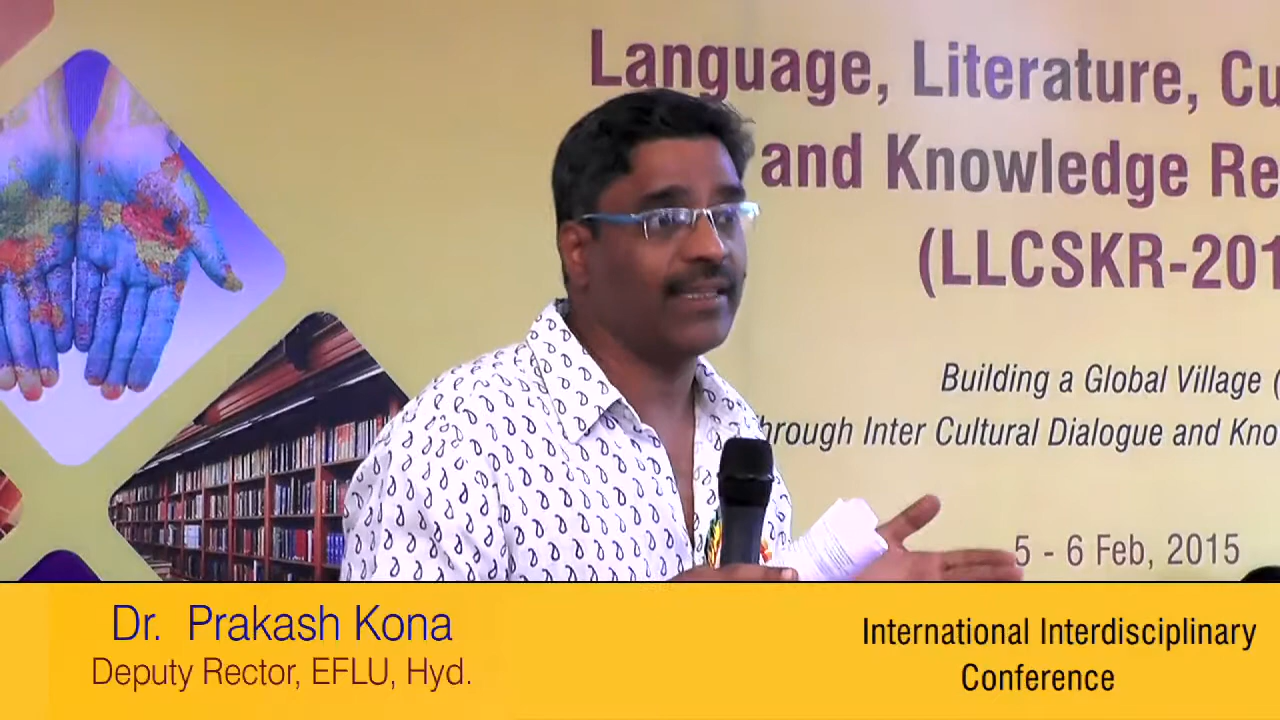 Language, Literature, Cu
and Knowledge Re
(LLCSKR-201
Building a Global Village (
hrough Inter Cultural Dialogue and Kno
5 - 6 Feb, 2015
Dr. Prakash Kona
Deputy Rector, EFLU, Hyd.
International Interdisciplinary
Conference